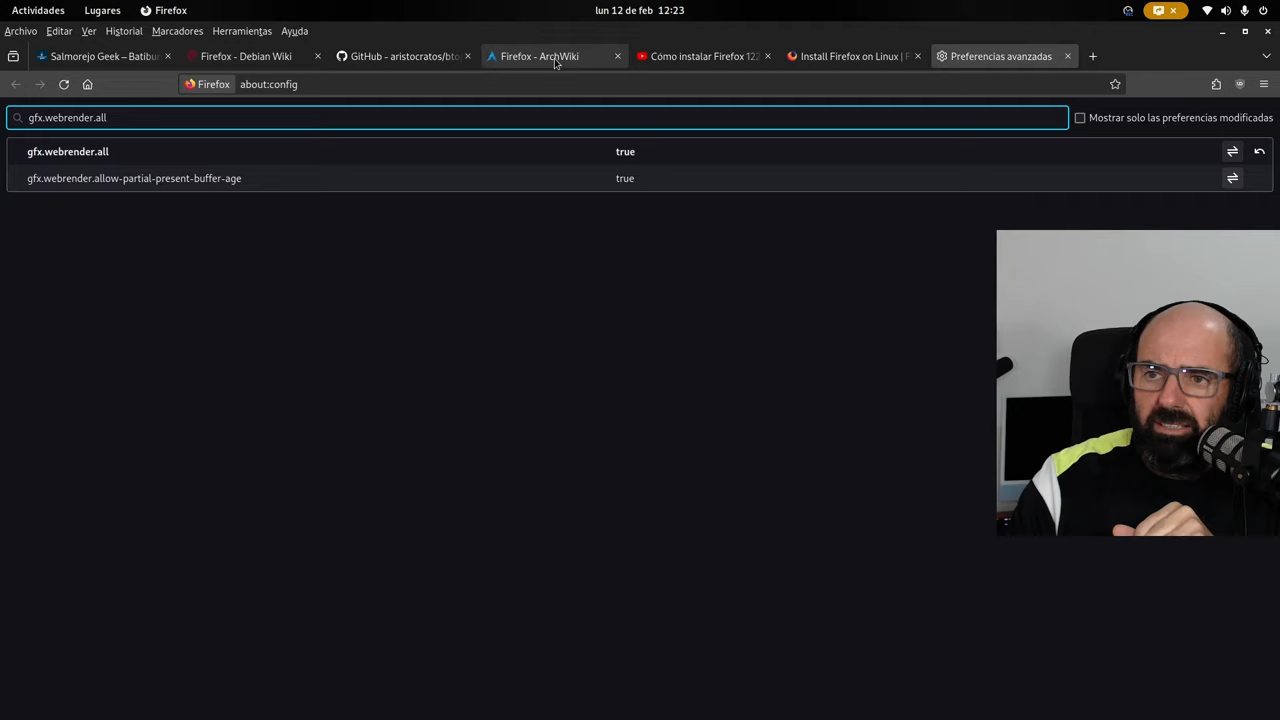 Actividades Lugares Firefox lun 12 de feb 12:23
Archivo Editar Ver Historial Marcadores Herramientas Ayuda
Salmorejo Geek – Batibur Firefox - Debian Wiki GitHub - aristocratos/bto Firefox - ArchWiki Cómo instalar Firefox 122 Install Firefox on Linux | F Preferencias avanzadas
Firefox about:config
gfx.webrender.all Mostrar solo las preferencias modificadas
gfx.webrender.all true
gfx.webrender.allow-partial-present-buffer-age true